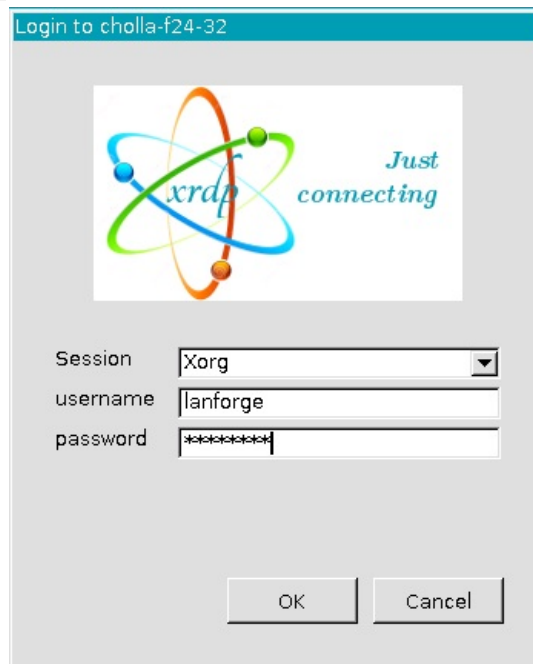 Login to cholla-f24-32
xrdp
Just
connecting
Session Xorg
username lanforge
password ********
OK Cancel